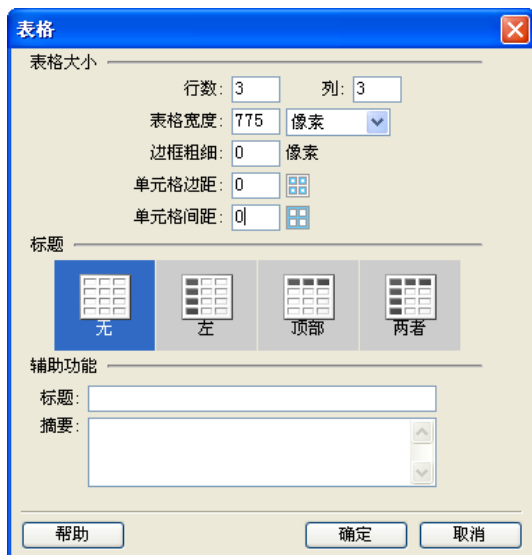 表格
表格大小
行数: 3 列: 3
表格宽度: 775 像素
边框粗细: 0 像素
单元格边距: 0
单元格间距: 0
标题
无 左 顶部 两者
辅助功能
标题:
摘要:
帮助 确定 取消